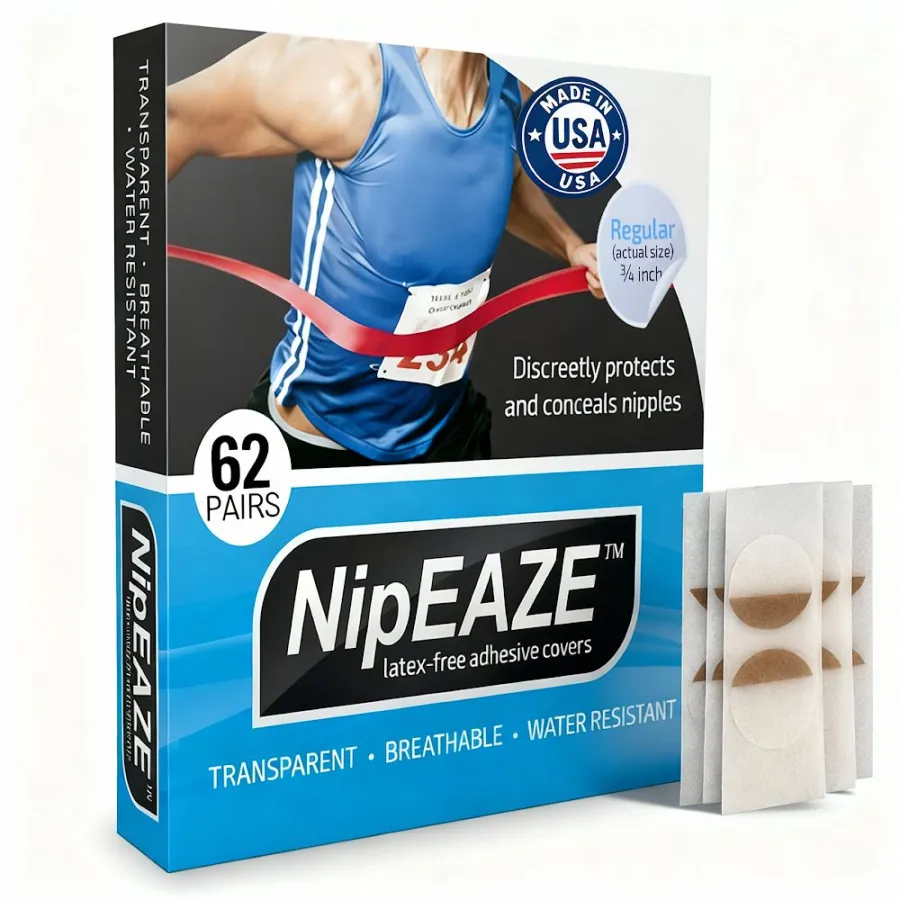 TRANSPARENT • BREATHABLE
• WATER RESISTANT
NipEAZE
MADE IN
USA
USA
Regular
(actual size)
3/4 inch
234
Discreetly protects
and conceals nipples
62
PAIRS
NipEAZE™
latex-free adhesive covers
TRANSPARENT • BREATHABLE • WATER RESISTANT